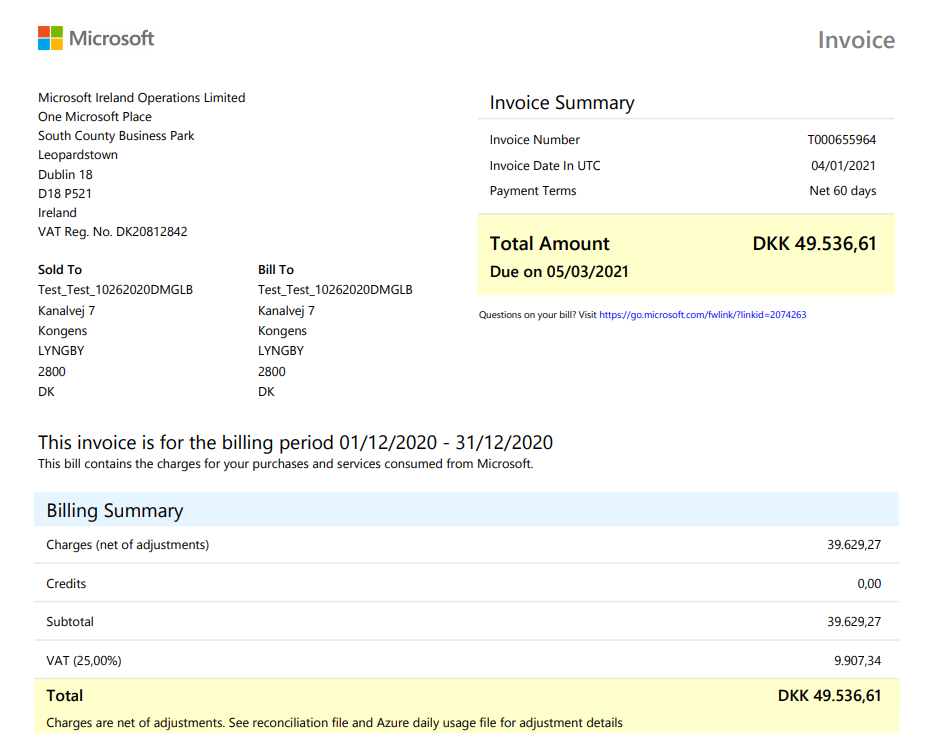 Microsoft
Invoice
Microsoft Ireland Operations Limited
One Microsoft Place
South County Business Park
Leopardstown
Dublin 18
D18 P521
Ireland
VAT Reg. No. DK20812842
Invoice Summary
Invoice Number T000655964
Invoice Date In UTC 04/01/2021
Payment Terms Net 60 days
Total Amount DKK 49.536,61
Due on 05/03/2021
Questions on your bill? Visit https://go.microsoft.com/fwlink/?linkid=2074263
Sold To
Test_Test_10262020DMGLB
Kanalvej 7
Kongens
LYNGBY
2800
DK
Bill To
Test_Test_10262020DMGLB
Kanalvej 7
Kongens
LYNGBY
2800
DK
This invoice is for the billing period 01/12/2020 - 31/12/2020
This bill contains the charges for your purchases and services consumed from Microsoft.
Billing Summary
Charges (net of adjustments) 39.629,27
Credits 0,00
Subtotal 39.629,27
VAT (25,00%) 9.907,34
Total DKK 49.536,61
Charges are net of adjustments. See reconciliation file and Azure daily usage file for adjustment details